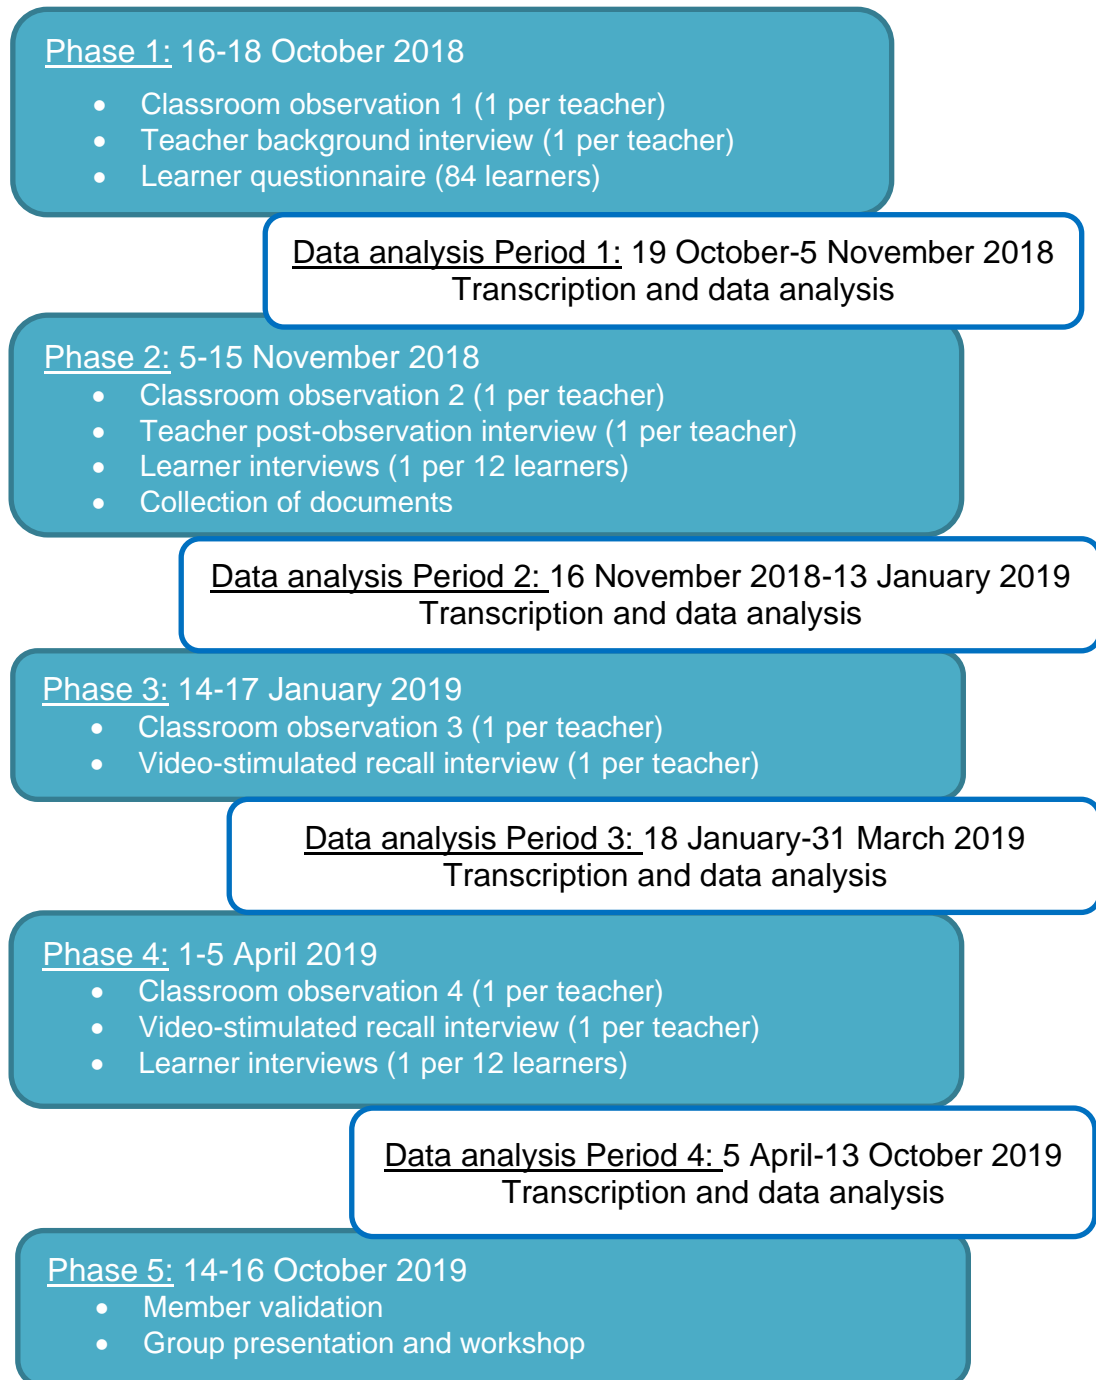 Phase 1: 16-18 October 2018
• Classroom observation 1 (1 per teacher)
• Teacher background interview (1 per teacher)
• Learner questionnaire (84 learners)
Data analysis Period 1: 19 October-5 November 2018
Transcription and data analysis
Phase 2: 5-15 November 2018
• Classroom observation 2 (1 per teacher)
• Teacher post-observation interview (1 per teacher)
• Learner interviews (1 per 12 learners)
• Collection of documents
Data analysis Period 2: 16 November 2018-13 January 2019
Transcription and data analysis
Phase 3: 14-17 January 2019
• Classroom observation 3 (1 per teacher)
• Video-stimulated recall interview (1 per teacher)
Data analysis Period 3: 18 January-31 March 2019
Transcription and data analysis
Phase 4: 1-5 April 2019
• Classroom observation 4 (1 per teacher)
• Video-stimulated recall interview (1 per teacher)
• Learner interviews (1 per 12 learners)
Data analysis Period 4: 5 April-13 October 2019
Transcription and data analysis
Phase 5: 14-16 October 2019
• Member validation
• Group presentation and workshop